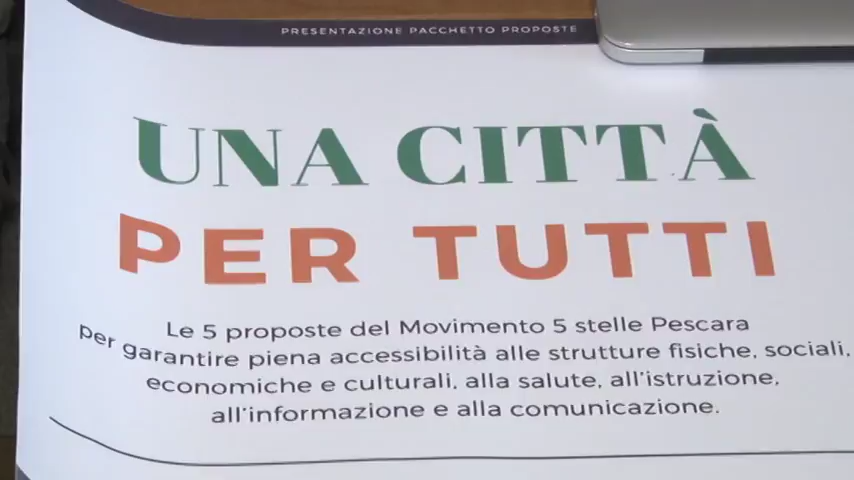 PRESENTAZIONE PACCHETTO PROPOSTE
UNA CITTÀ
PER TUTTI
Le 5 proposte del Movimento 5 stelle Pescara
per garantire piena accessibilità alle strutture fisiche, sociali,
economiche e culturali, alla salute, all'istruzione,
all'informazione e alla comunicazione.